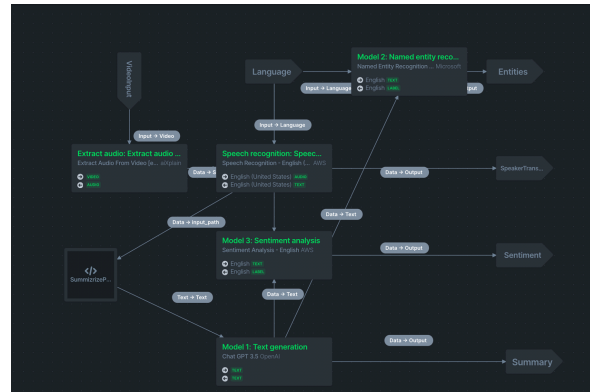 VideoInput
Language
Input → Language
Output
Model 2: Named entity reco...
Named Entity Recognition ... Microsoft
English TEXT
English LABEL
Entities
Input → Video
Input → Language
Extract audio: Extract audio ...
Extract Audio From Video [e... aiXplain
VIDEO
AUDIO
Speech recognition: Speec...
Speech Recognition - English [... AWS
English (United States) AUDIO
English (United States) TEXT
Data → Output
SpeakerTrans...
Data → input_path
Data → Text
Model 3: Sentiment analysis
Sentiment Analysis - English AWS
English TEXT
English LABEL
Data → Output
Sentiment
</>
SummizrizeP...
Text → Text
Data → Text
Model 1: Text generation
Chat GPT 3.5 OpenAI
TEXT
TEXT
Data → Output
Summary